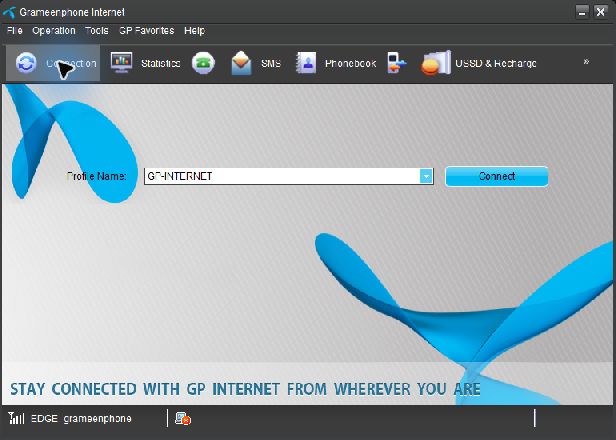 Grameenphone Internet
File Operation Tools GP Favorites Help
Connection Statistics SMS Phonebook USSD & Recharge »
Profile Name: GP-INTERNET Connect
STAY CONNECTED WITH GP INTERNET FROM WHEREVER YOU ARE
EDGE grameenphone